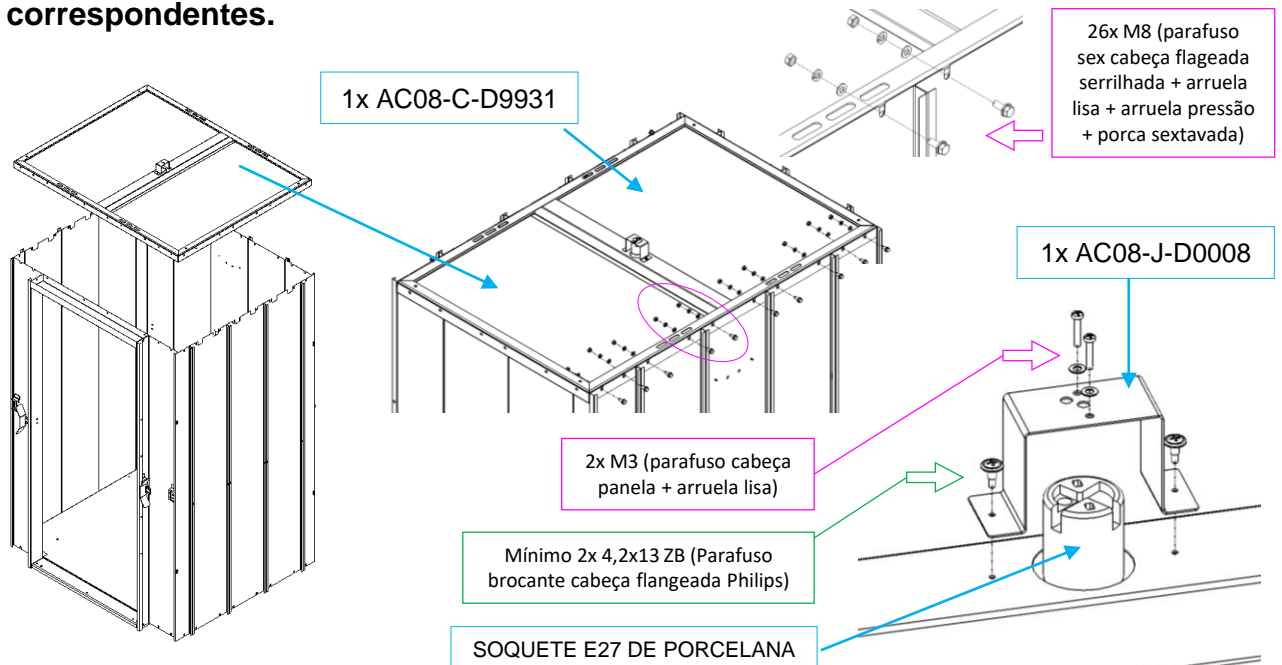 correspondentes.
26x M8 (parafuso
sex cabeça flageada
serrilhada + arruela
lisa + arruela pressão
+ porca sextavada)
1x AC08-C-D9931
1x AC08-J-D0008
2x M3 (parafuso cabeça
panela + arruela lisa)
Mínimo 2x 4,2x13 ZB (Parafuso
brocante cabeça flangeada Philips)
SOQUETE E27 DE PORCELANA